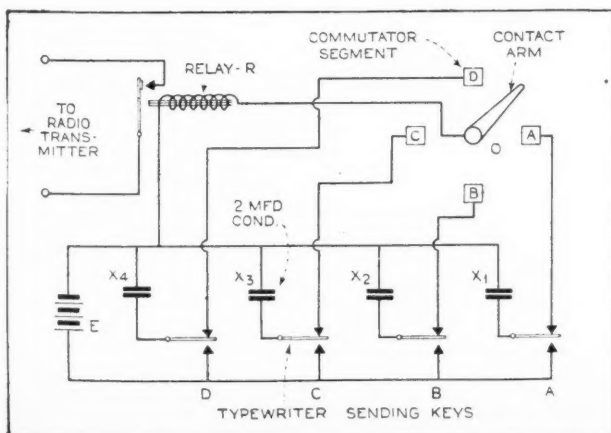 COMMUTATOR
SEGMENT
CONTACT
ARM
RELAY-R
D
TO
RADIO
TRANS-
MITTER
C
O
A
B
2 MFD
COND.
X4
X3
X2
X1
E
D
C
B
A
TYPEWRITER SENDING KEYS